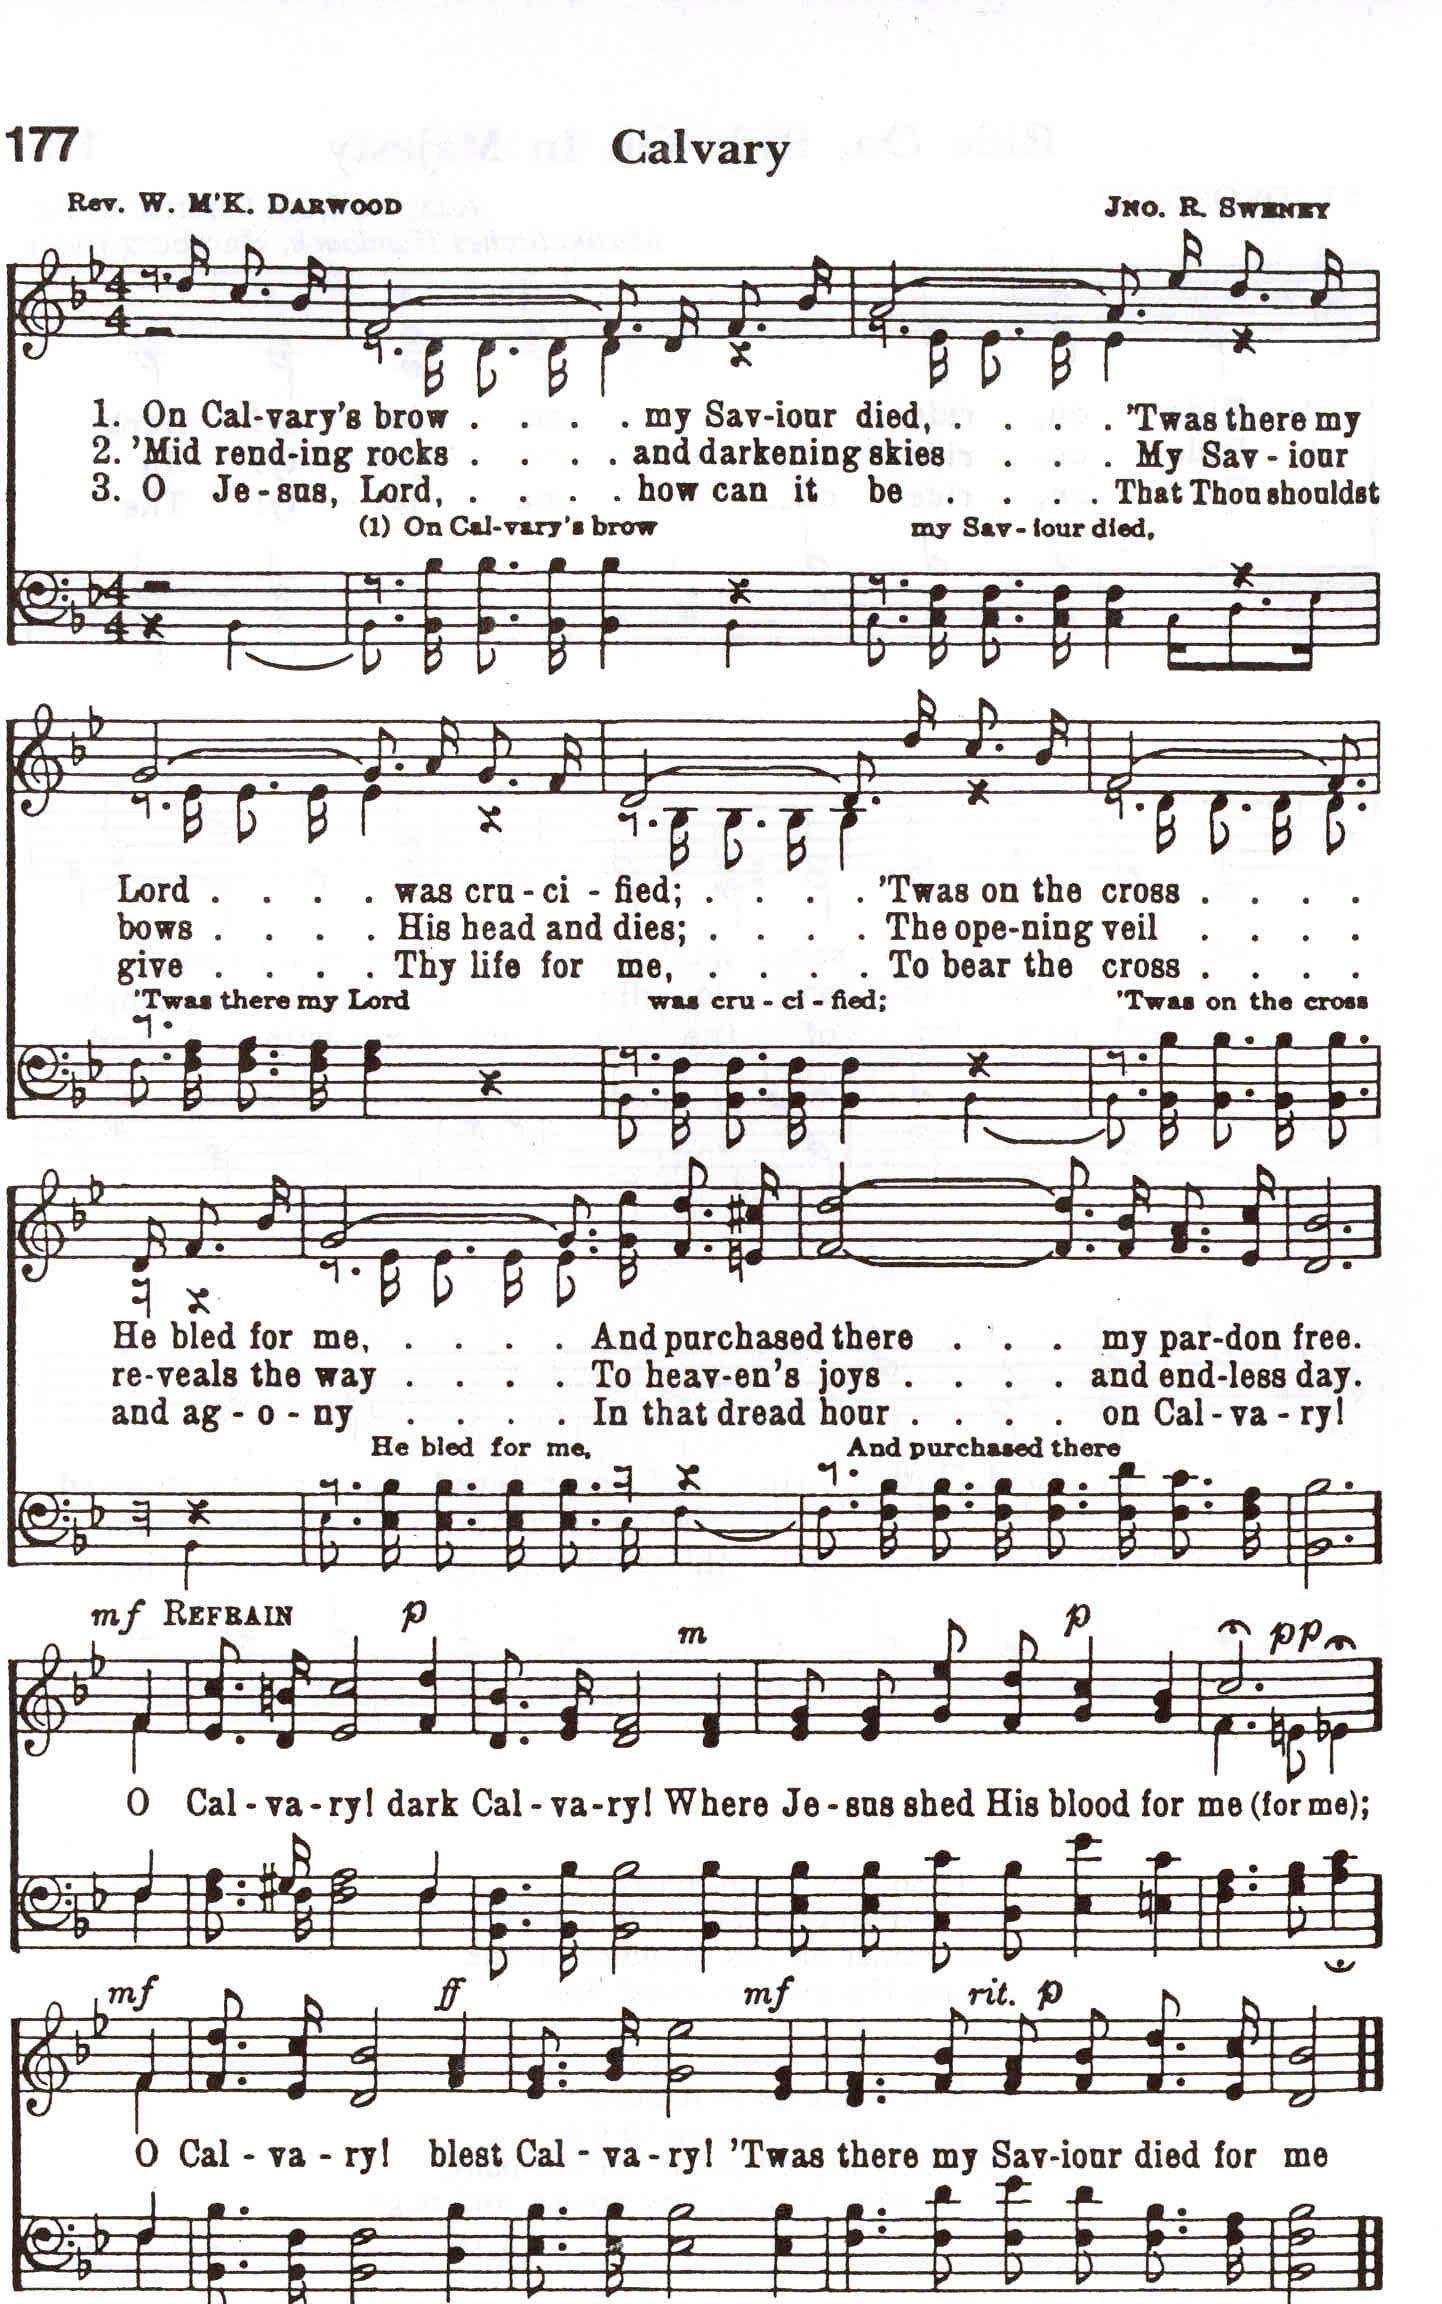 177
Calvary
Rev. W. M'K. DARWOOD
JNO. R. SWENEY
4
4
1. On Cal-vary's brow . . . . my Sav-iour died, . . . . 'Twas there my
2. 'Mid rend-ing rocks . . . . and darkening skies . . . My Sav - iour
3. O Je - sus, Lord, . . . . how can it be . . . . That Thou shouldst
(1) On Cal-vary's brow my Sav - iour died,
4
4
Lord . . . . was cru - ci - fied; . . . . 'Twas on the cross . . . .
bows . . . . His head and dies; . . . . The ope-ning veil . . . .
give . . . . Thy life for me, . . . . To bear the cross . . . .
'Twas there my Lord was cru - ci - fied; 'Twas on the cross
He bled for me, . . . . And purchased there . . . my par-don free.
re-veals the way . . . . To heav-en's joys . . . . and end-less day.
and ag - o - ny . . . . In that dread hour . . . . on Cal - va - ry!
He bled for me, And purchased there
mf REFRAIN p m p pp
O Cal - va - ry! dark Cal - va - ry! Where Je - sus shed His blood for me (for me);
mf ff mf rit. p
O Cal - va - ry! blest Cal - va - ry! 'Twas there my Sav-iour died for me